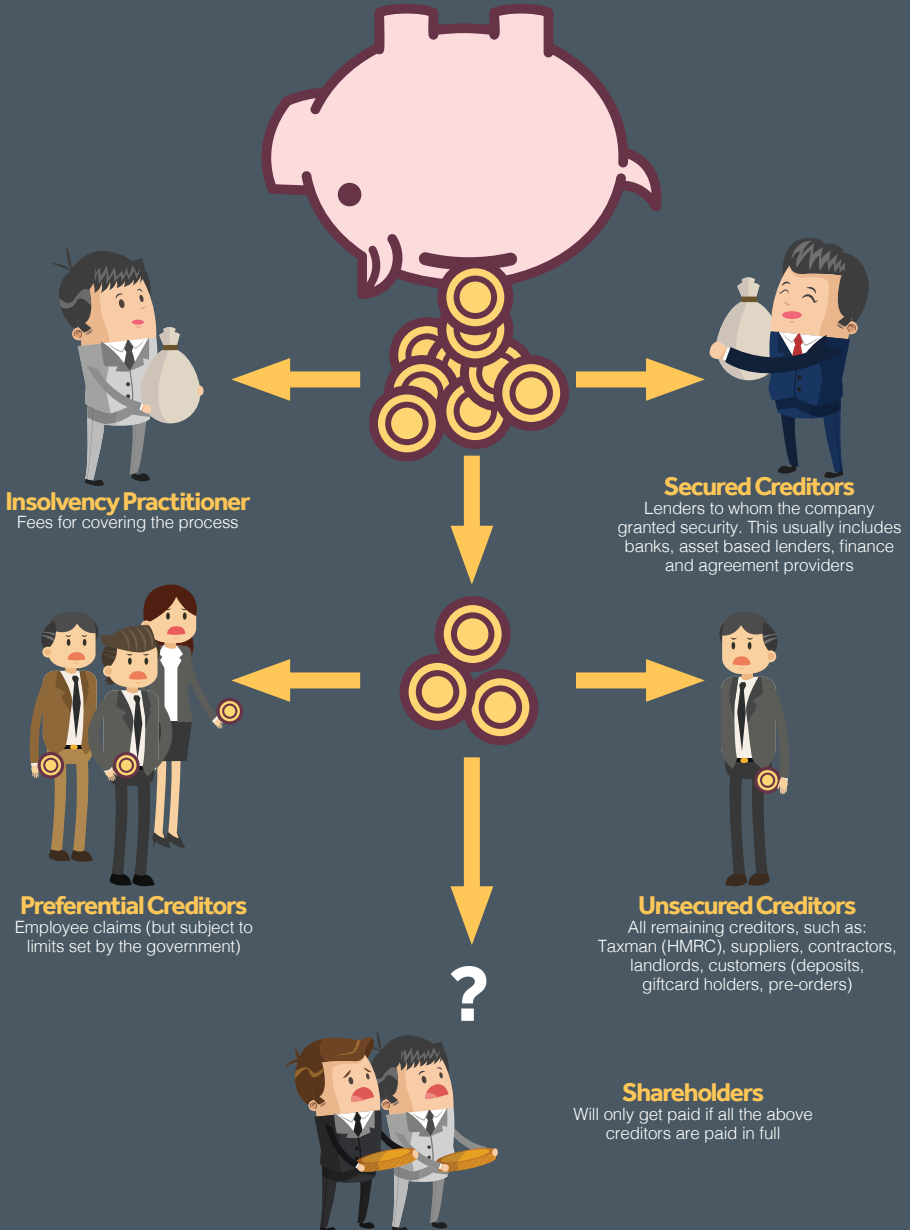 Insolvency Practitioner
Fees for covering the process
Secured Creditors
Lenders to whom the company
granted security. This usually includes
banks, asset based lenders, finance
and agreement providers
Preferential Creditors
Employee claims (but subject to
limits set by the government)
Unsecured Creditors
All remaining creditors, such as:
Taxman (HMRC), suppliers, contractors,
landlords, customers (deposits,
giftcard holders, pre-orders)
?
Shareholders
Will only get paid if all the above
creditors are paid in full